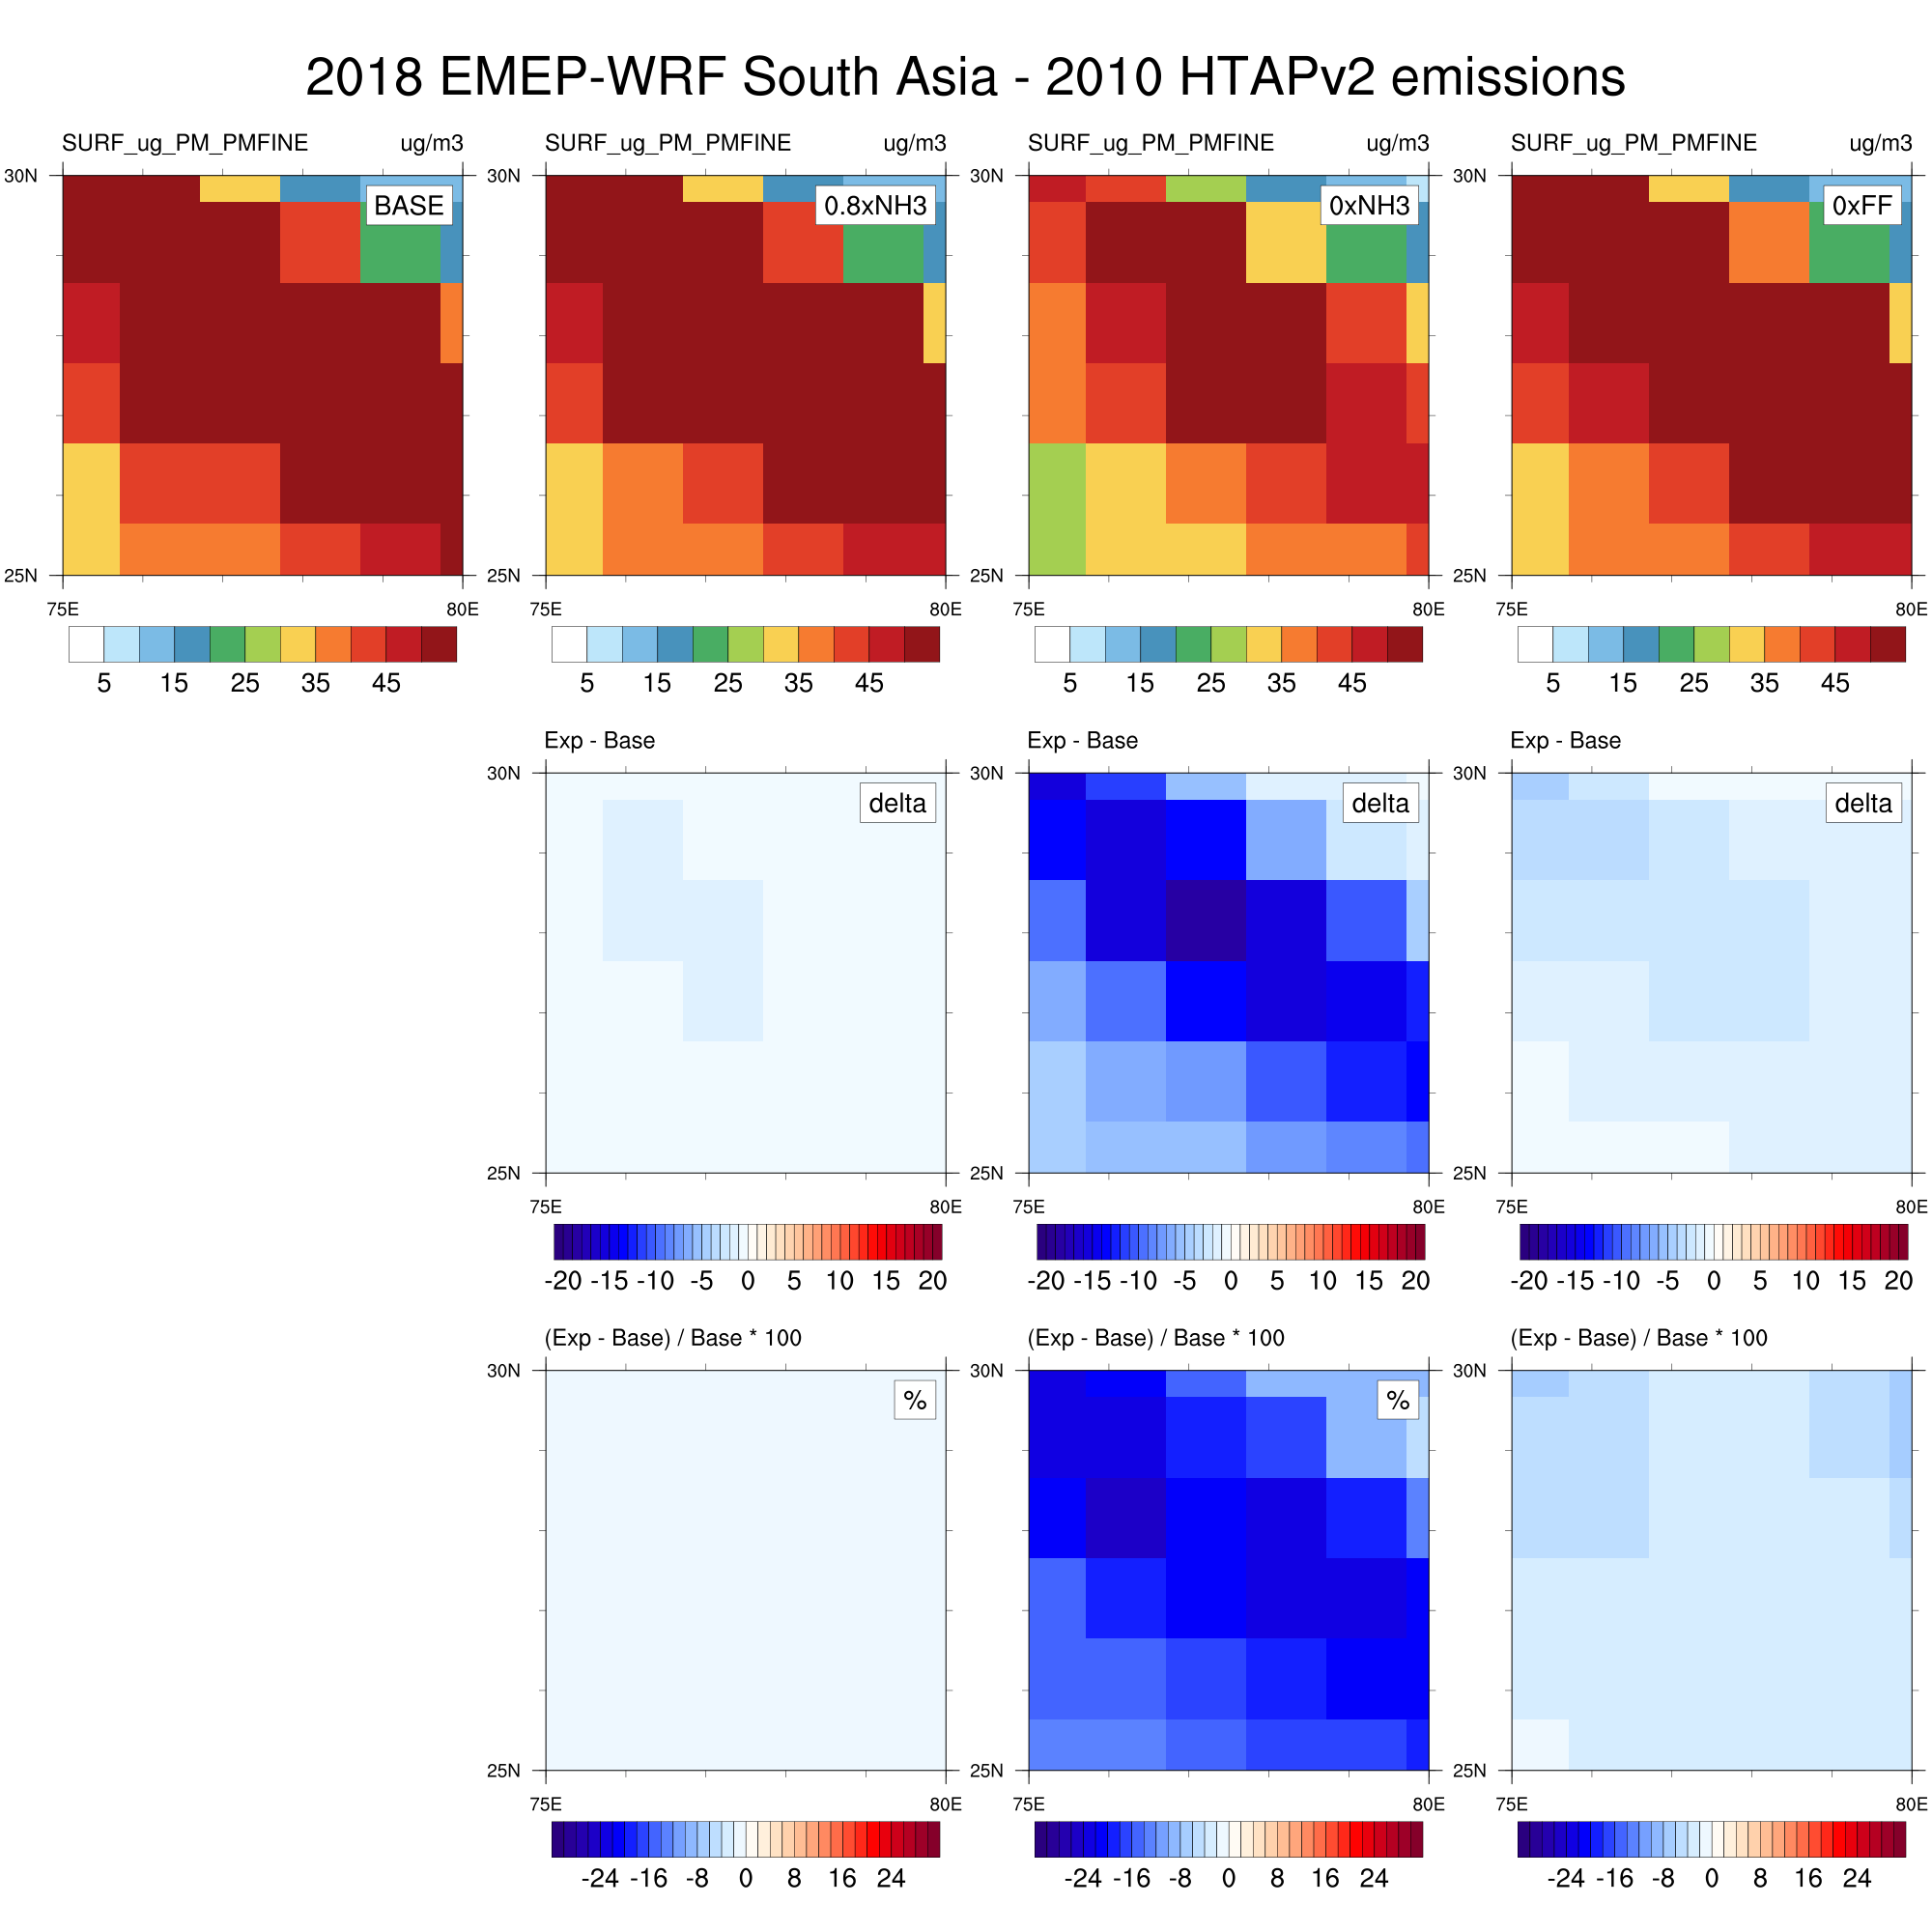 2018 EMEP-WRF South Asia - 2010 HTAPv2 emissions
SURF_ug_PM_PMFINE ug/m3 SURF_ug_PM_PMFINE ug/m3 SURF_ug_PM_PMFINE ug/m3 SURF_ug_PM_PMFINE ug/m3
30N 30N 30N 30N
BASE 0.8xNH3 0xNH3 0xFF
25N 25N 25N 25N
75E 80E 75E 80E 75E 80E 75E 80E
5 15 25 35 45 5 15 25 35 45 5 15 25 35 45 5 15 25 35 45
Exp - Base Exp - Base Exp - Base
30N 30N 30N
delta delta delta
25N 25N 25N
75E 80E 75E 80E 75E 80E
-20 -15 -10 -5 0 5 10 15 20 -20 -15 -10 -5 0 5 10 15 20 -20 -15 -10 -5 0 5 10 15 20
(Exp - Base) / Base * 100 (Exp - Base) / Base * 100 (Exp - Base) / Base * 100
30N 30N 30N
% %
25N 25N 25N
75E 80E 75E 80E 75E 80E
-24 -16 -8 0 8 16 24 -24 -16 -8 0 8 16 24 -24 -16 -8 0 8 16 24